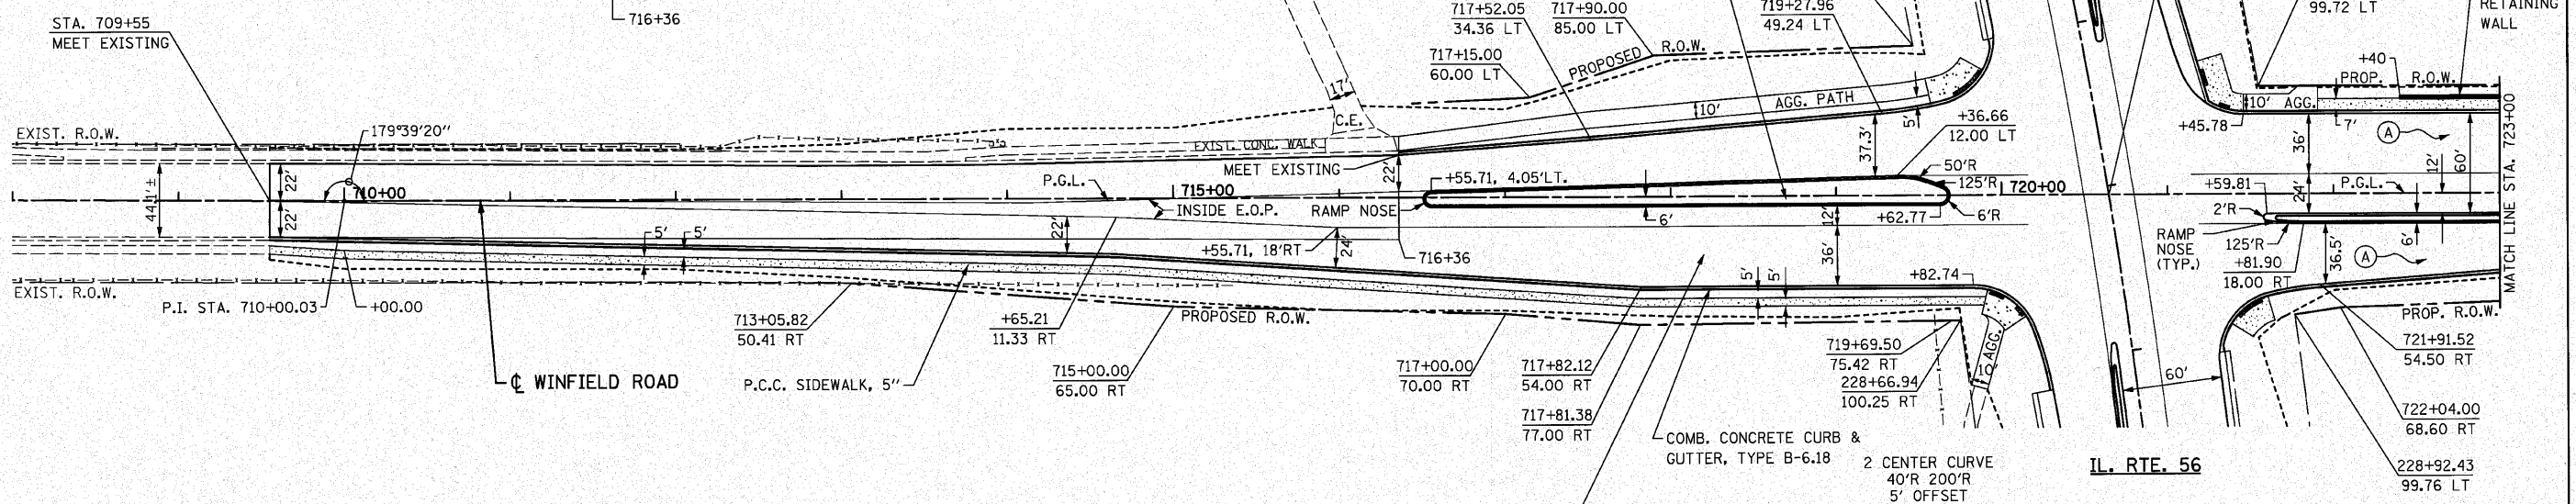 STA. 709+55
MEET EXISTING
716+36
717+52.05
34.36 LT
717+90.00
85.00 LT
719+27.96
49.24 LT
99.72 LT
RETAINING
WALL
717+15.00
60.00 LT
PROPOSED R.O.W.
+40
PROP. R.O.W.
17'
C.E.
10'
AGG. PATH
5'
10' AGG.
7'
+45.78
A
EXIST. R.O.W.
179°39'20"
EXIST. CONC. WALK
MEET EXISTING
+36.66
12.00 LT
37.3'
36'
12'
60'
44.1'±
22'
22'
710+00
P.G.L.
715+00
22'
+55.71, 4.05'LT.
50'R
125'R
720+00
+59.81
24'
P.G.L.
INSIDE E.O.P.
RAMP NOSE
6'
12'
+62.77
6'R
2'R
RAMP
NOSE
(TYP.)
125'R
+81.90
18.00 RT
36.5'
6'
A
MATCH LINE STA. 723+00
5'
5'
22'
+55.71, 18'RT
24'
716+36
36'
5'
5'
+82.74
EXIST. R.O.W.
P.I. STA. 710+00.03
+00.00
713+05.82
50.41 RT
+65.21
11.33 RT
PROPOSED R.O.W.
PROP. R.O.W.
715+00.00
65.00 RT
717+00.00
70.00 RT
717+82.12
54.00 RT
719+69.50
75.42 RT
228+66.94
100.25 RT
10' AGG.
721+91.52
54.50 RT
60'
℄ WINFIELD ROAD
P.C.C. SIDEWALK, 5"
717+81.38
77.00 RT
722+04.00
68.60 RT
COMB. CONCRETE CURB &
GUTTER, TYPE B-6.18
2 CENTER CURVE
40'R 200'R
5' OFFSET
IL. RTE. 56
228+92.43
99.76 RT